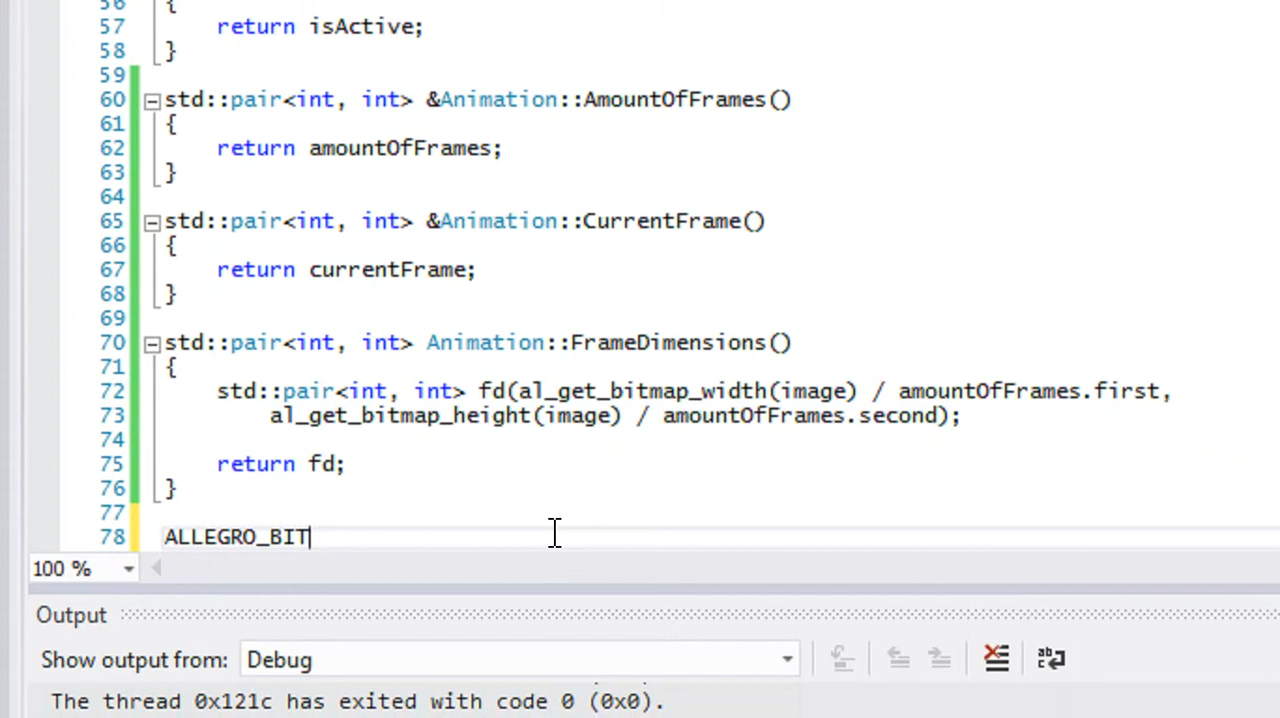 56 {
57 return isActive;
58 }
59
60 std::pair<int, int> &Animation::AmountOfFrames()
61 {
62 return amountOfFrames;
63 }
64
65 std::pair<int, int> &Animation::CurrentFrame()
66 {
67 return currentFrame;
68 }
69
70 std::pair<int, int> Animation::FrameDimensions()
71 {
72 std::pair<int, int> fd(al_get_bitmap_width(image) / amountOfFrames.first,
73 al_get_bitmap_height(image) / amountOfFrames.second);
74
75 return fd;
76 }
77
78 ALLEGRO_BIT
100 %
Output
Show output from: Debug
The thread 0x121c has exited with code 0 (0x0).